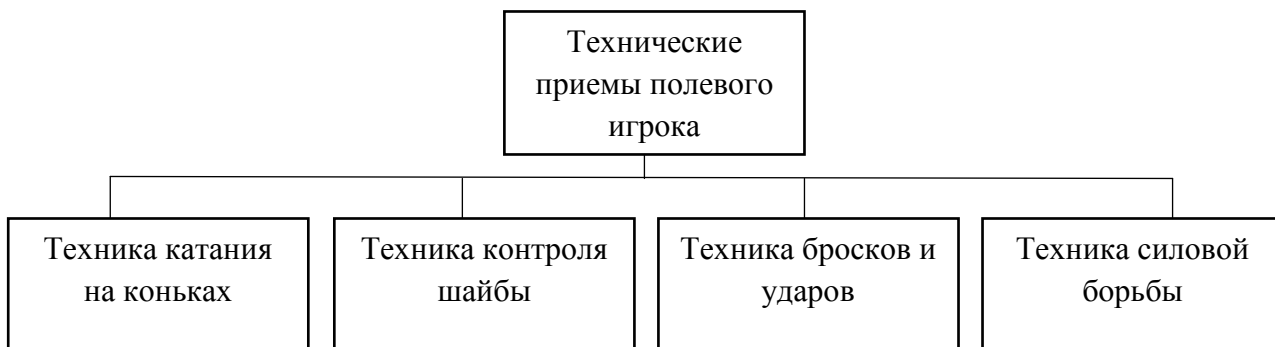 Технические
приемы полевого
игрока
Техника катания
на коньках
Техника контроля
шайбы
Техника бросков и
ударов
Техника силовой
борьбы